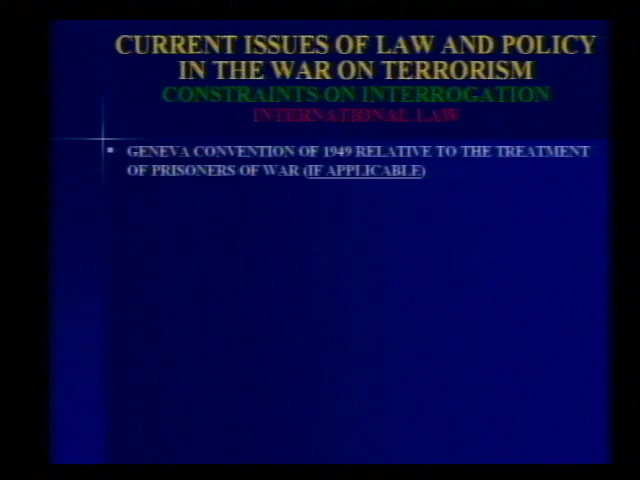 CURRENT ISSUES OF LAW AND POLICY
IN THE WAR ON TERRORISM
CONSTRAINTS ON INTERROGATION
INTERNATIONAL LAW
GENEVA CONVENTION OF 1949 RELATIVE TO THE TREATMENT
OF PRISONERS OF WAR (IF APPLICABLE)